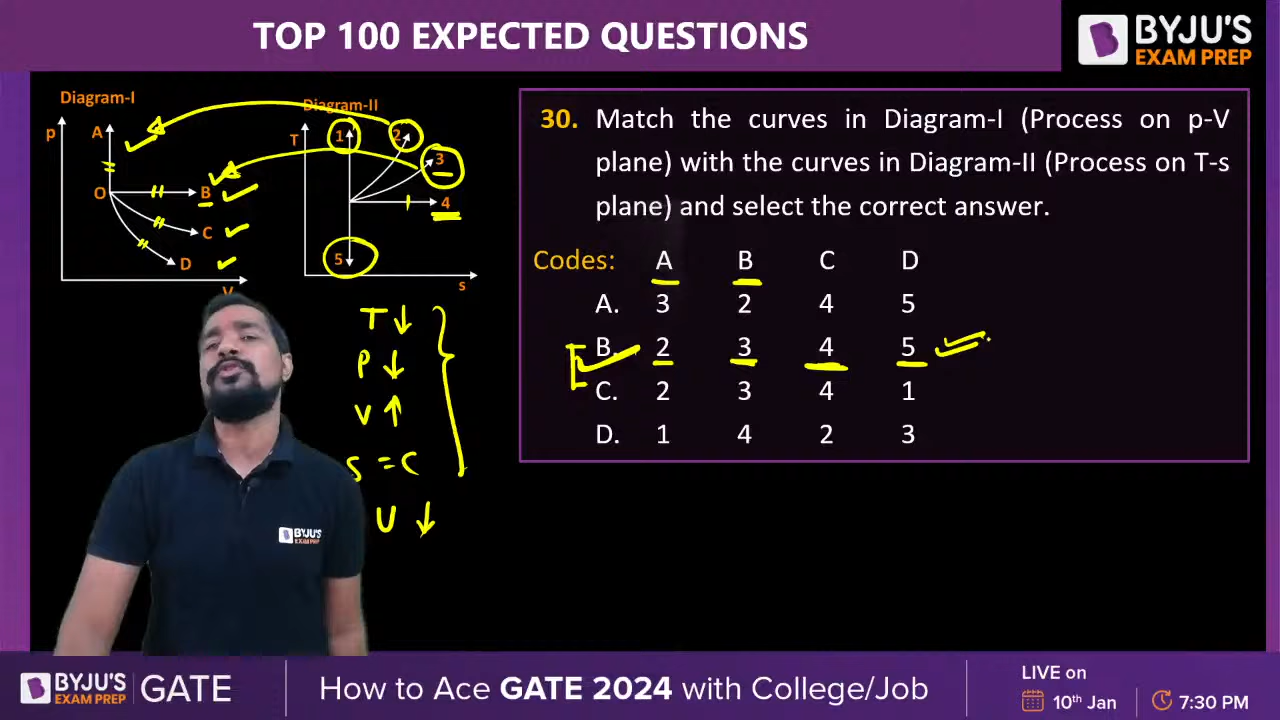 TOP 100 EXPECTED QUESTIONS
BYJU'S
EXAM PREP
Diagram-I
p
A
O
B
C
D
V
Diagram-II
T
1
2
3
4
5
s
T ↓
P ↓
V ↑
S = C
U ↓
30. Match the curves in Diagram-I (Process on p-V
plane) with the curves in Diagram-II (Process on T-s
plane) and select the correct answer.
Codes: A B C D
A. 3 2 4 5
B. 2 3 4 5
C. 2 3 4 1
D. 1 4 2 3
BYJU'S
EXAM PREP
BYJU'S
EXAM PREP
GATE
How to Ace GATE 2024 with College/Job
LIVE on
10th Jan
7:30 PM